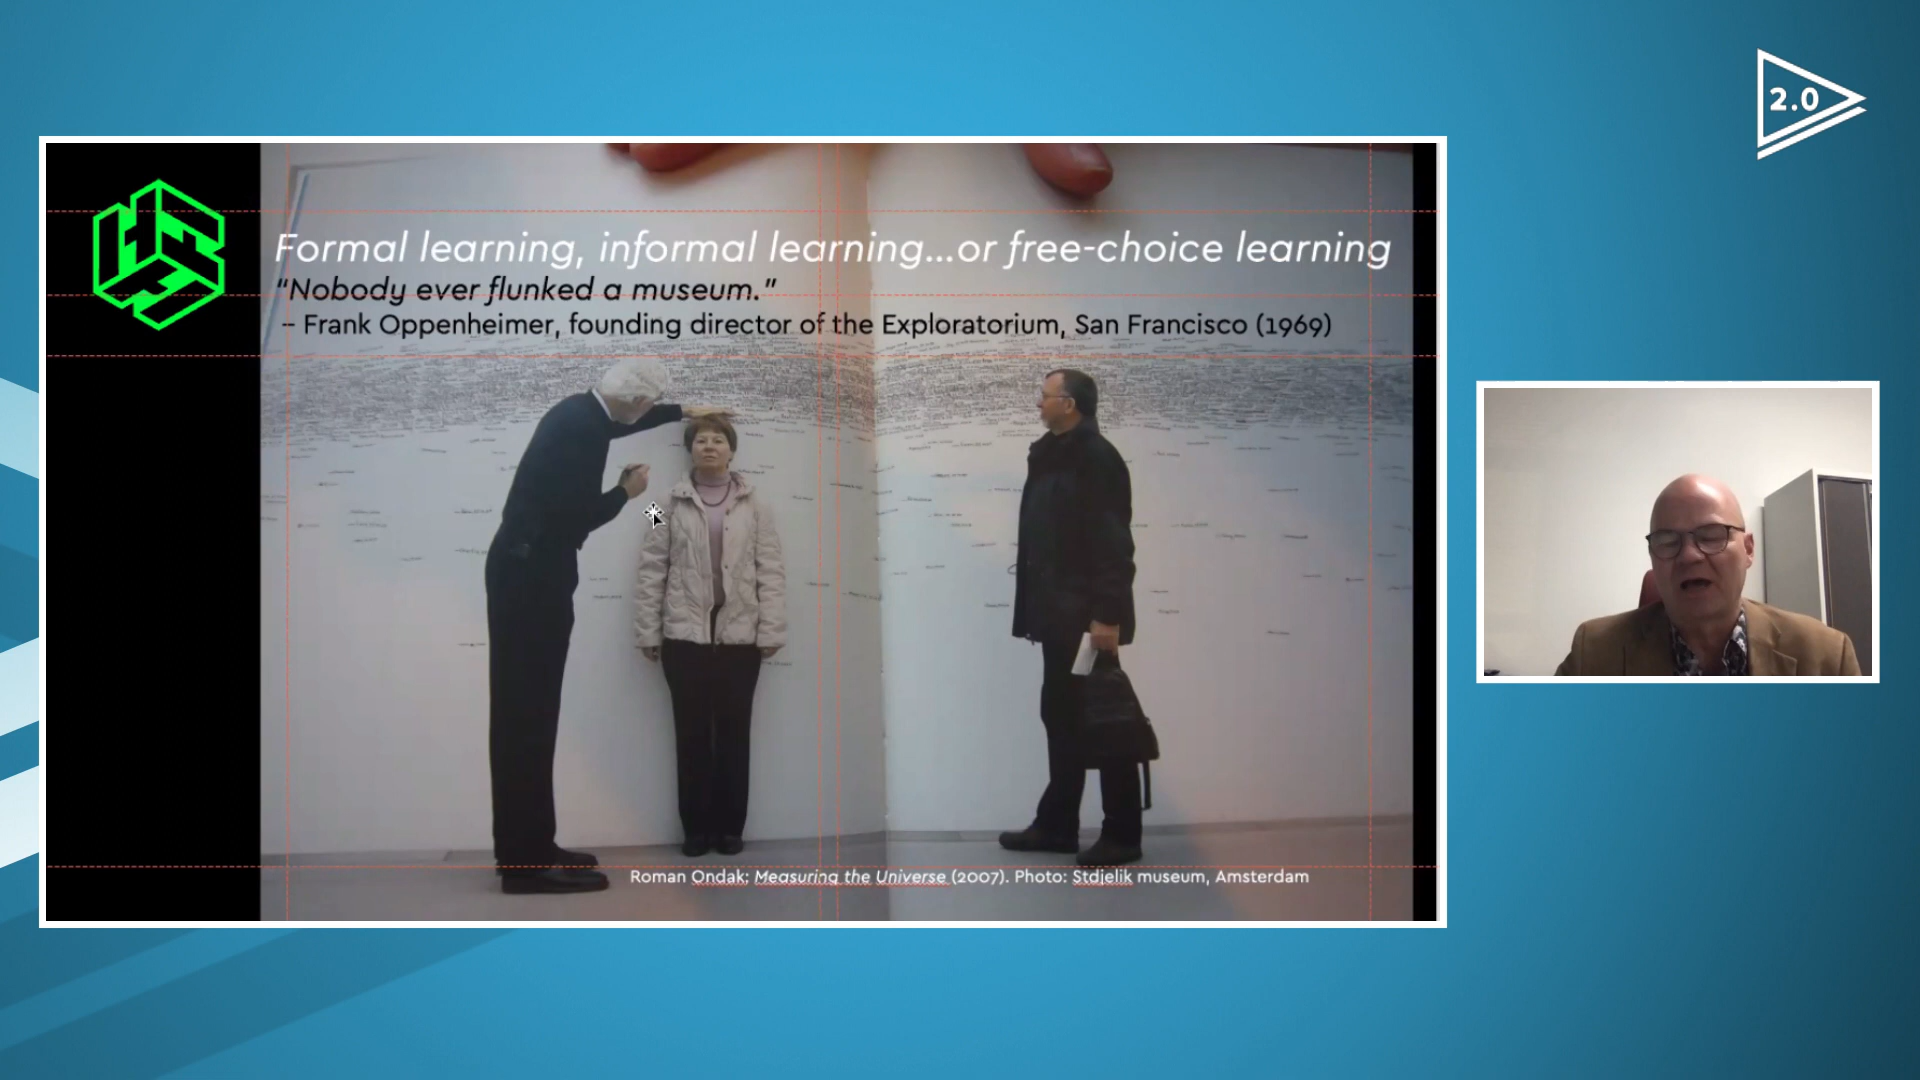 2.0
Formal learning, informal learning...or free-choice learning
“Nobody ever flunked a museum.”
-- Frank Oppenheimer, founding director of the Exploratorium, San Francisco (1969)
Roman Ondak; Measuring the Universe (2007). Photo: Stdjelik museum, Amsterdam